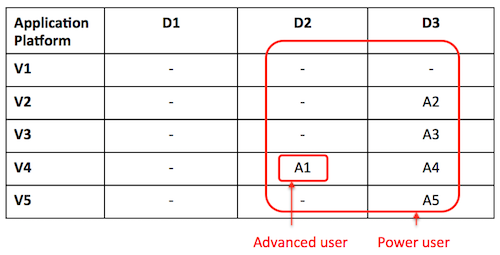 Application Platform D1 D2 D3
V1 - - -
V2 - - A2
V3 - - A3
V4 - A1 A4
V5 - - A5
Advanced user Power user